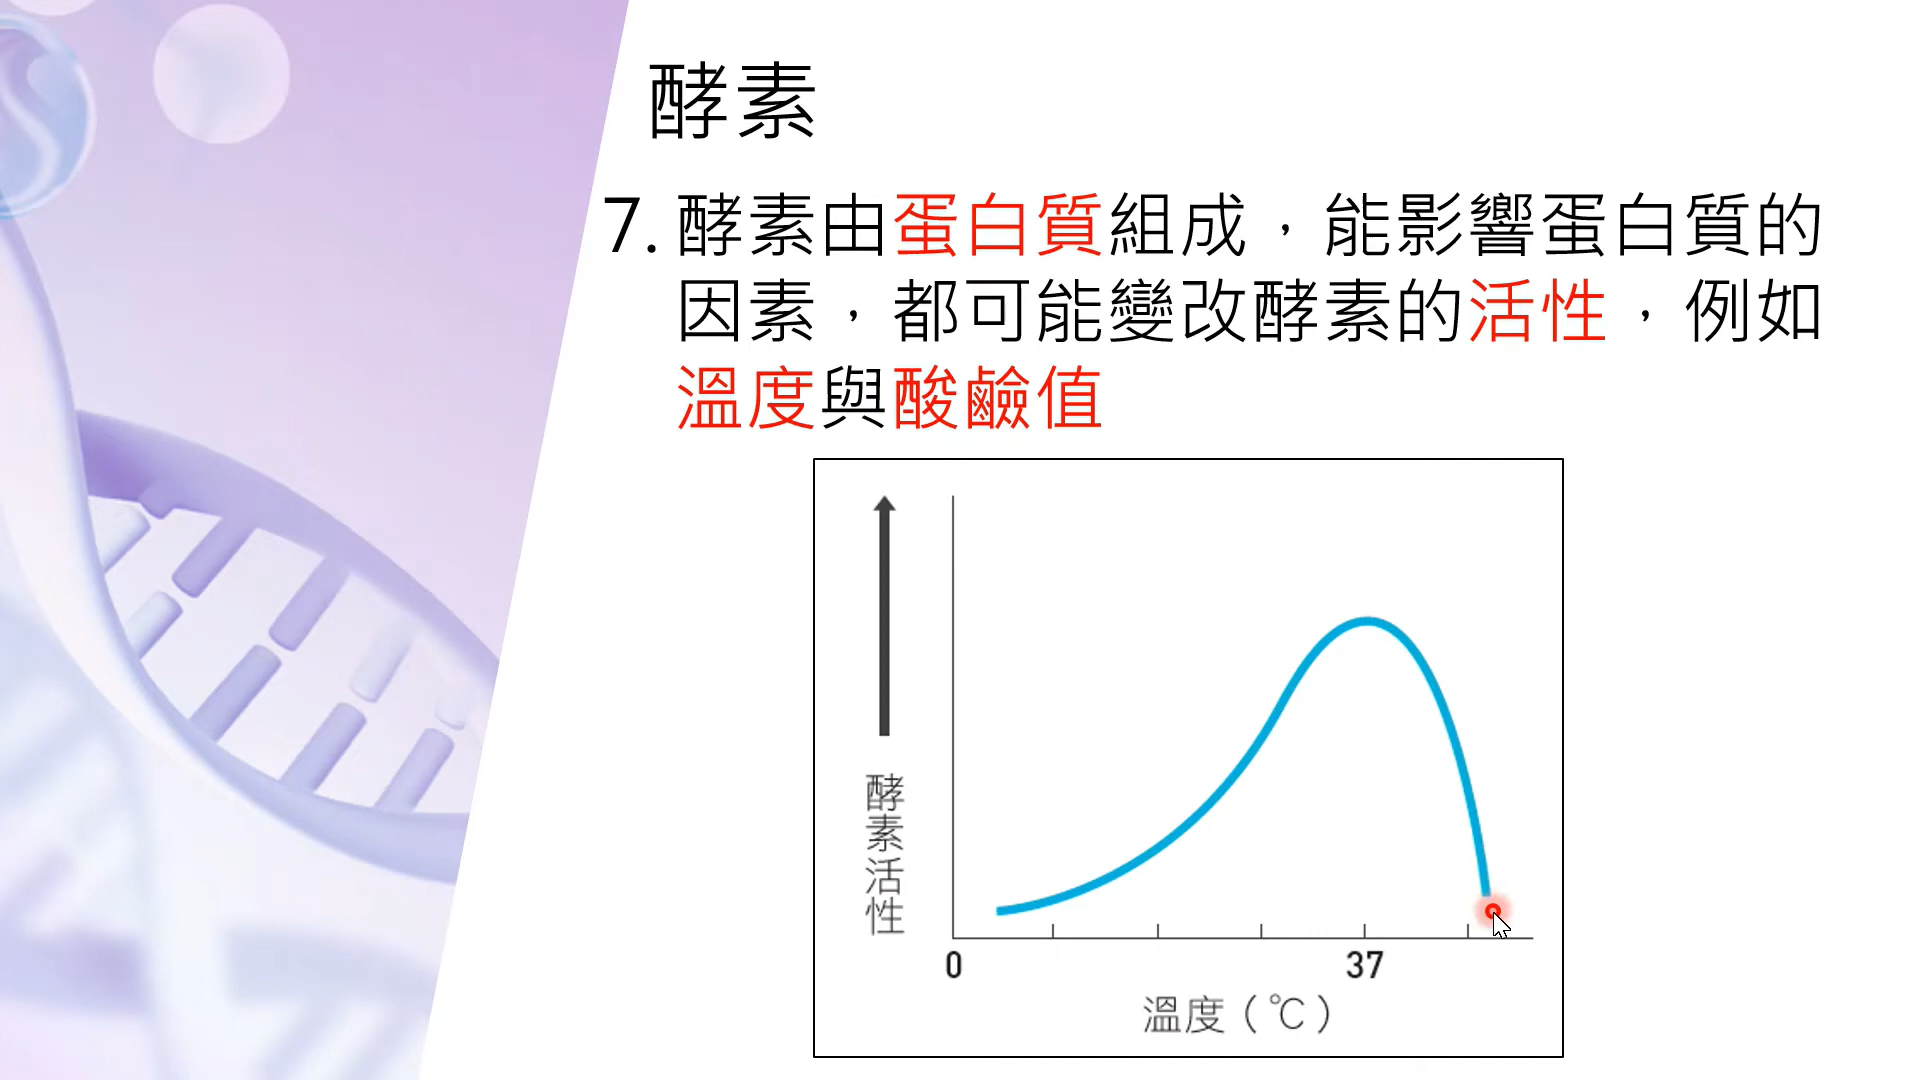 酵素
7. 酵素由蛋白質組成，能影響蛋白質的
因素，都可能變改酵素的活性，例如
溫度與酸鹼值
酵素活性
0
37
溫度（℃）